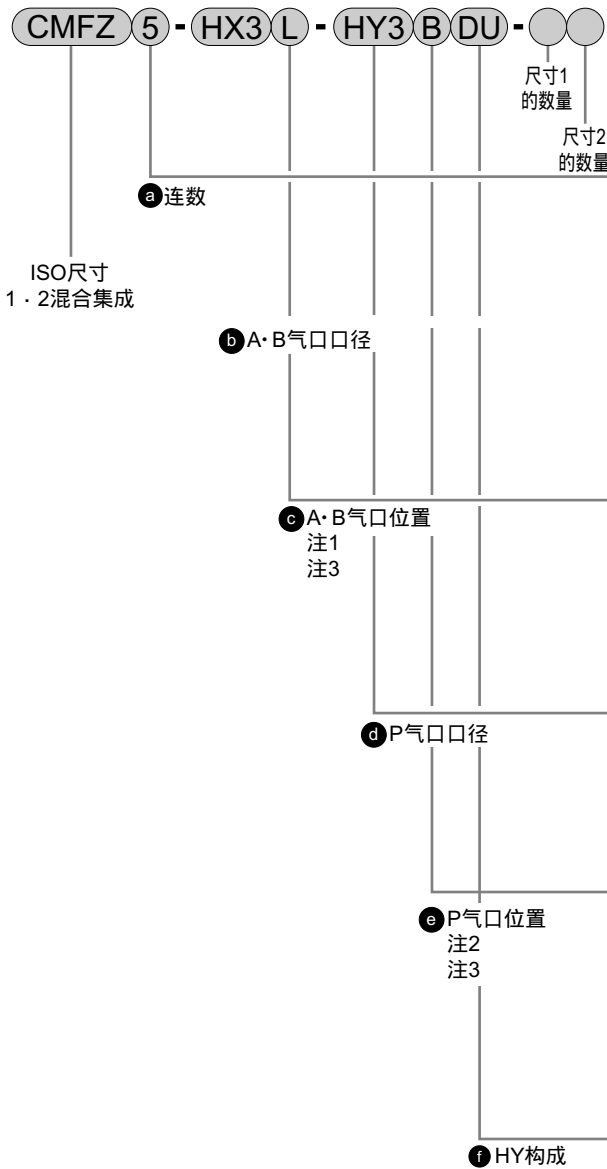 CMFZ 5 - HX3 L - HY3 B DU -
尺寸1
的数量
尺寸2
的数量
a 连数
ISO尺寸
1・2混合集成
b A・B气口口径
c A・B气口位置
注1
注3
d P气口口径
e P气口位置
注2
注3
f HY构成